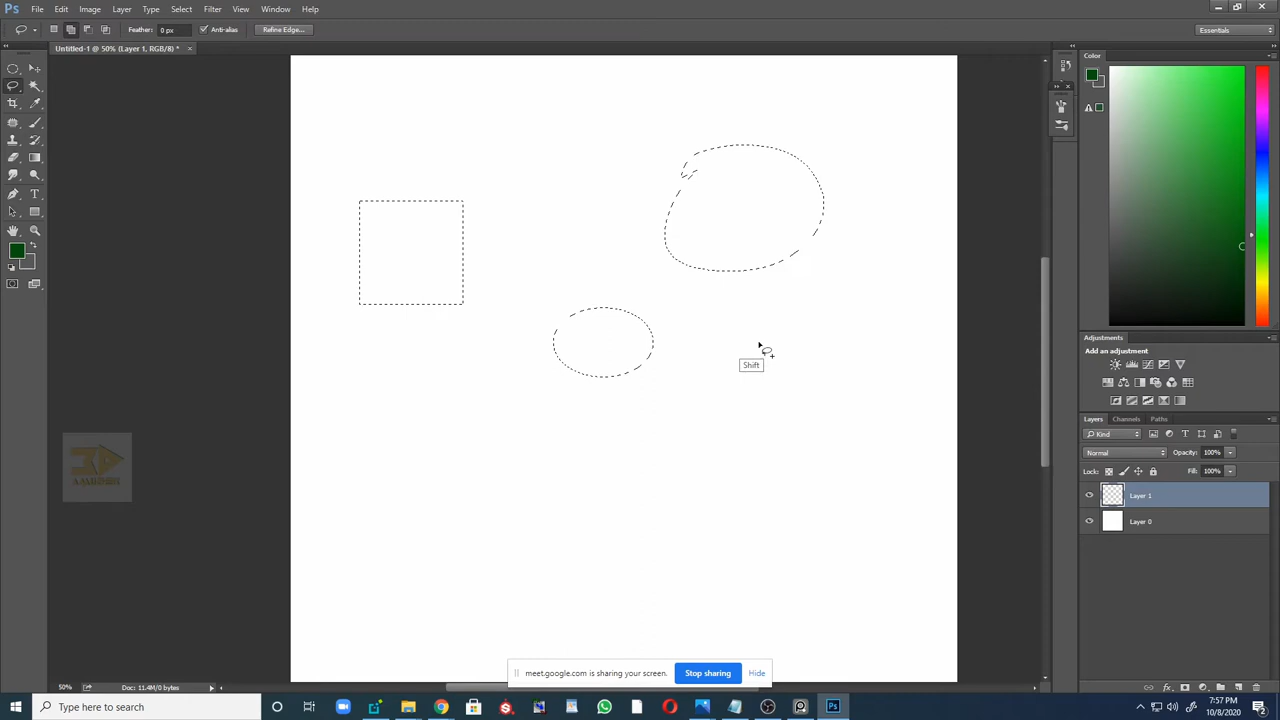 Ps File Edit Image Layer Type Select Filter View Window Help
Feather: 0 px Anti-alias Refine Edge... Essentials
Untitled-1 @ 50% (Layer 1, RGB/8) * ×
Color
Shift
Adjustments
Add an adjustment
Layers Channels Paths
Kind
Normal Opacity: 100%
Lock: Fill: 100%
Layer 1
Layer 0
meet.google.com is sharing your screen. Stop sharing Hide
50% Doc: 11.4M/0 bytes
Type here to search
Ps
7:57 PM
10/8/2020